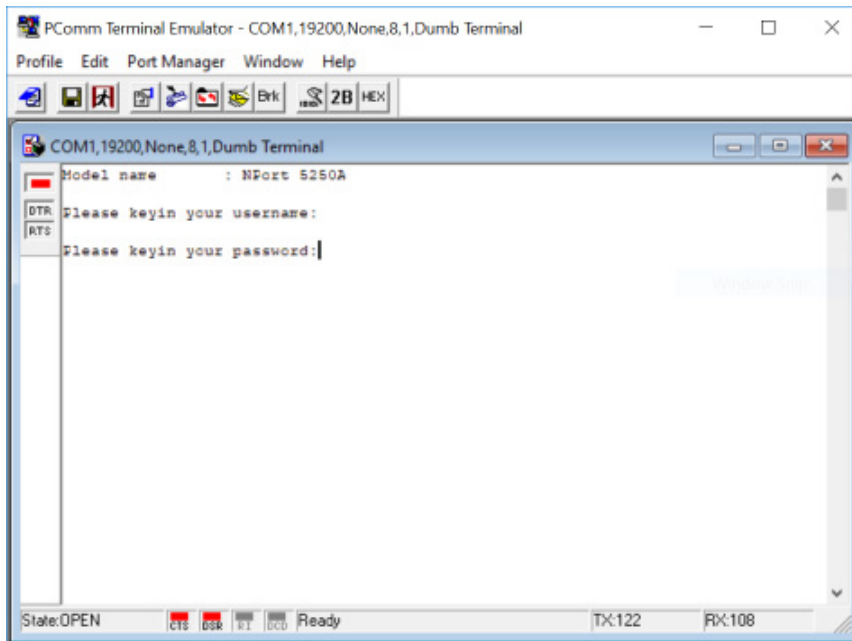 PComm Terminal Emulator - COM1,19200,None,8,1,Dumb Terminal
Profile Edit Port Manager Window Help
Brk 2B HEX
COM1,19200,None,8,1,Dumb Terminal
Model name : NPort 5250A
DTR Please keyin your username:
RTS
Please keyin your password:
State:OPEN CTS DSR RI DCD Ready TX:122 RX:108